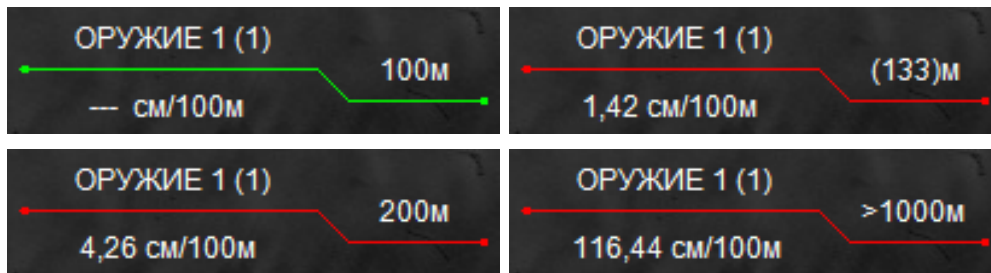 ОРУЖИЕ 1 (1)
100м
--- см/100м
ОРУЖИЕ 1 (1)
(133)м
1,42 см/100м
ОРУЖИЕ 1 (1)
200м
4,26 см/100м
ОРУЖИЕ 1 (1)
>1000м
116,44 см/100м